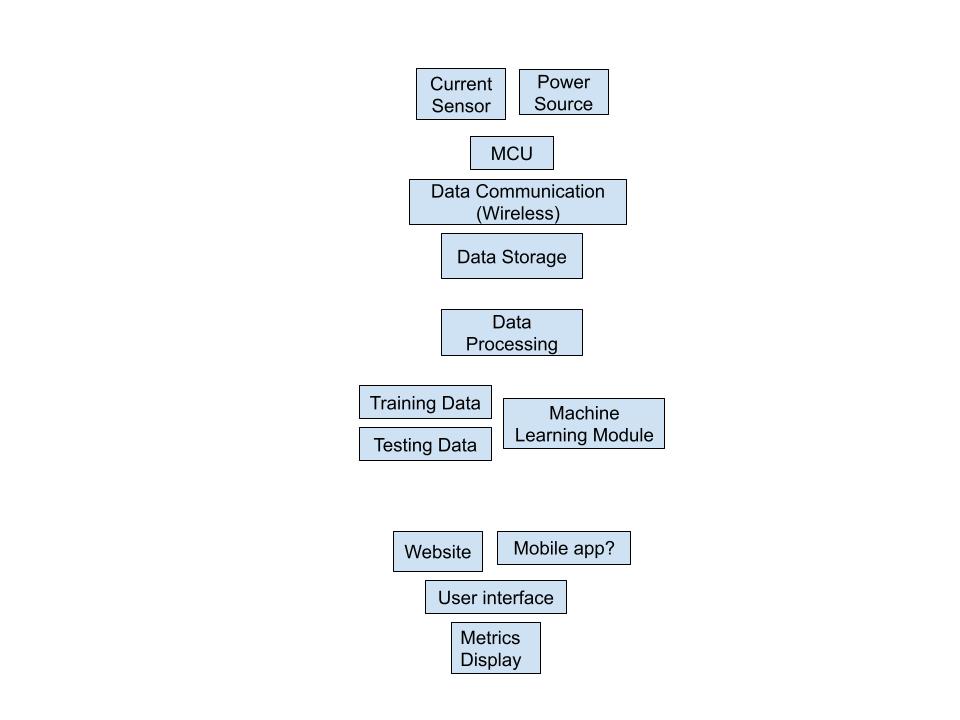 Current
Sensor
Power
Source
MCU
Data Communication
(Wireless)
Data Storage
Data
Processing
Training Data
Testing Data
Machine
Learning Module
Website
Mobile app?
User interface
Metrics
Display